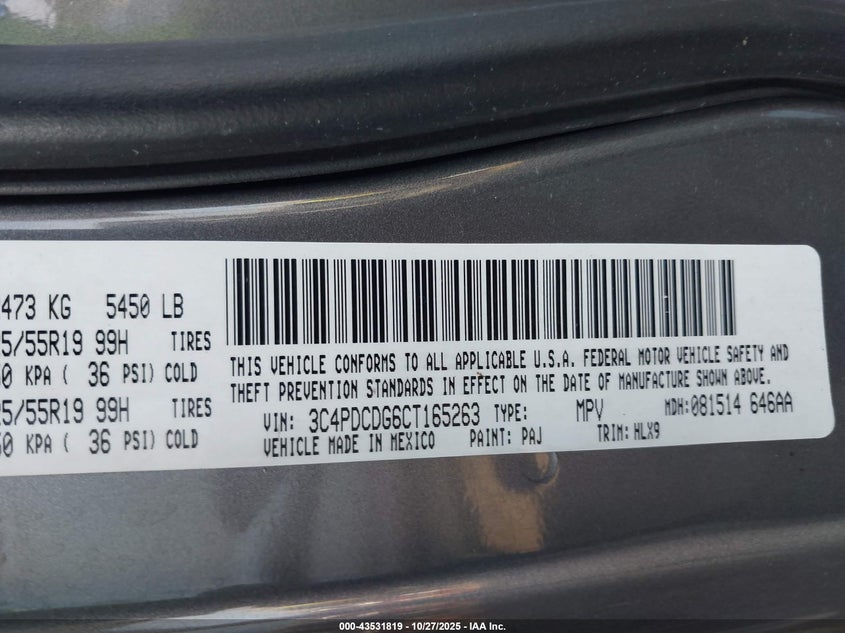 473 KG 5450 LB
5/55R19 99H TIRES
0 KPA ( 36 PSI) COLD
5/55R19 99H TIRES
0 KPA ( 36 PSI) COLD
THIS VEHICLE CONFORMS TO ALL APPLICABLE U.S.A. FEDERAL MOTOR VEHICLE SAFETY AND
THEFT PREVENTION STANDARDS IN EFFECT ON THE DATE OF MANUFACTURE SHOWN ABOVE.
VIN: 3C4PDCDG6CT165263 TYPE: MPV MDH:081514 646AA
VEHICLE MADE IN MEXICO PAINT: PAJ TRIM: HLX9
000-43531819 | 10/27/2025 - IAA Inc.